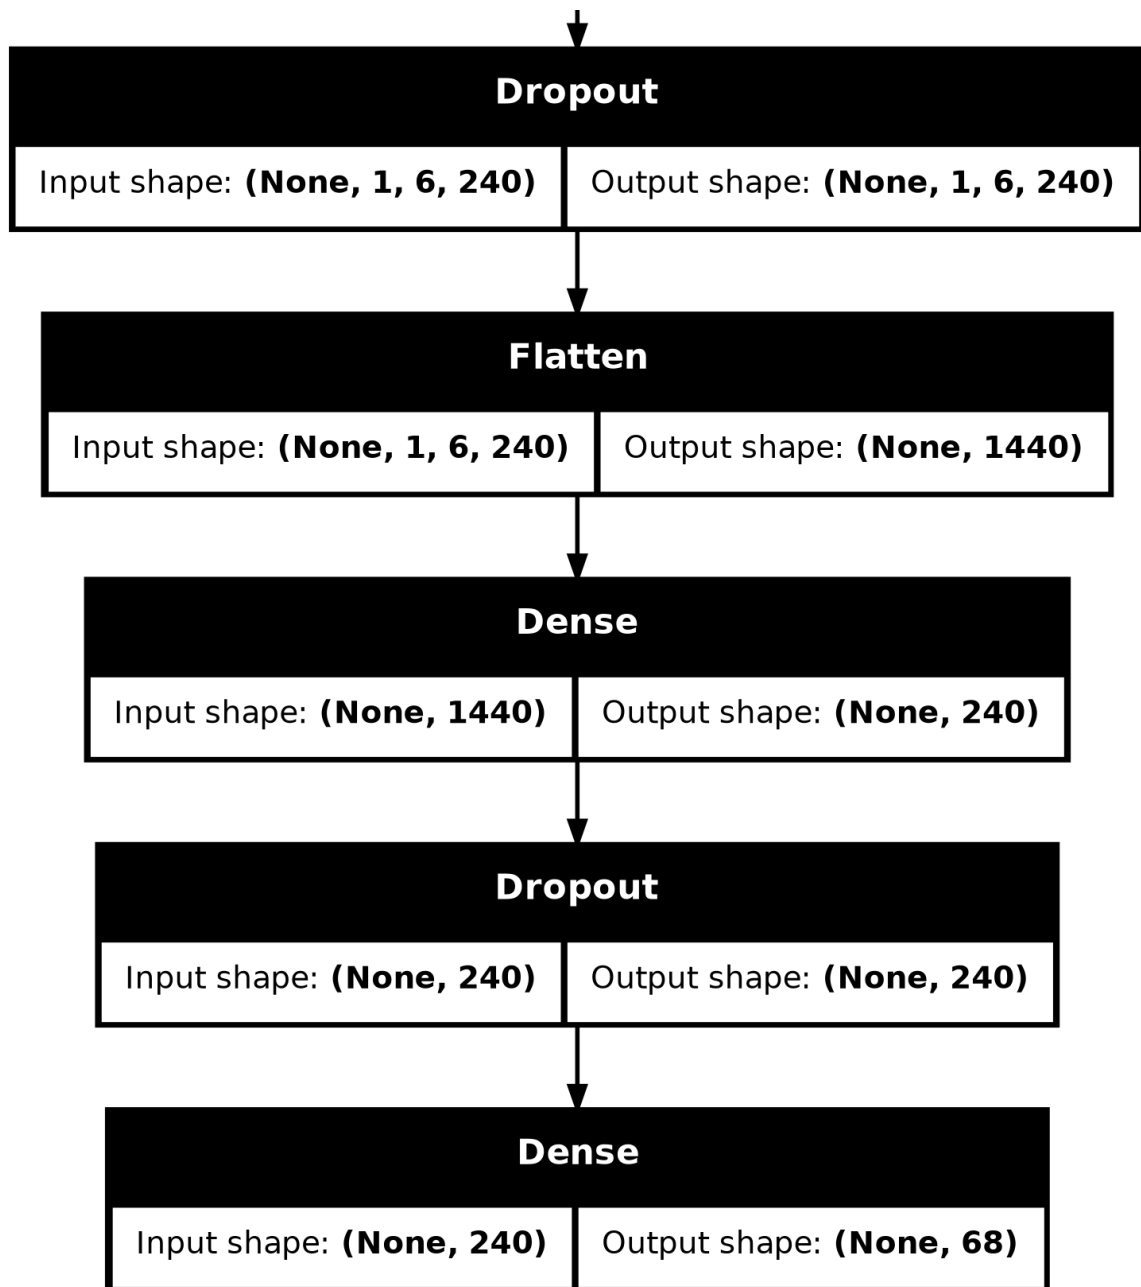 Dropout
Input shape: (None, 1, 6, 240) Output shape: (None, 1, 6, 240)
Flatten
Input shape: (None, 1, 6, 240) Output shape: (None, 1440)
Dense
Input shape: (None, 1440) Output shape: (None, 240)
Dropout
Input shape: (None, 240) Output shape: (None, 240)
Dense
Input shape: (None, 240) Output shape: (None, 68)